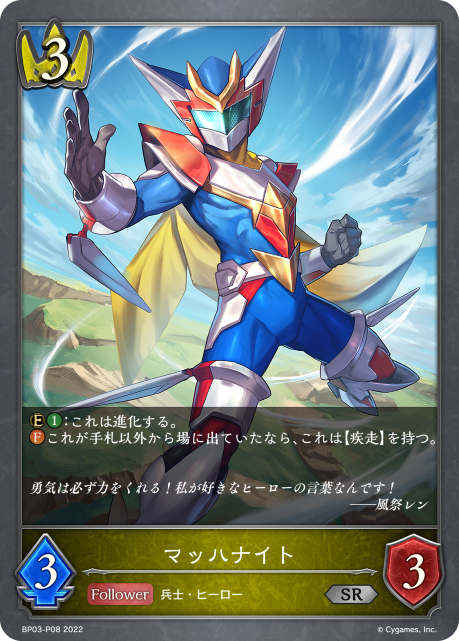 3
E 1：これは進化する。
F これが手札以外から場に出ていたなら、これは【疾走】を持つ。
勇気は必ず力をくれる！私が好きなヒーローの言葉なんです！
――風祭レン
マッハナイト
3
Follower 兵士・ヒーロー
SR
3
BP03-P08 2022
© Cygames, Inc.